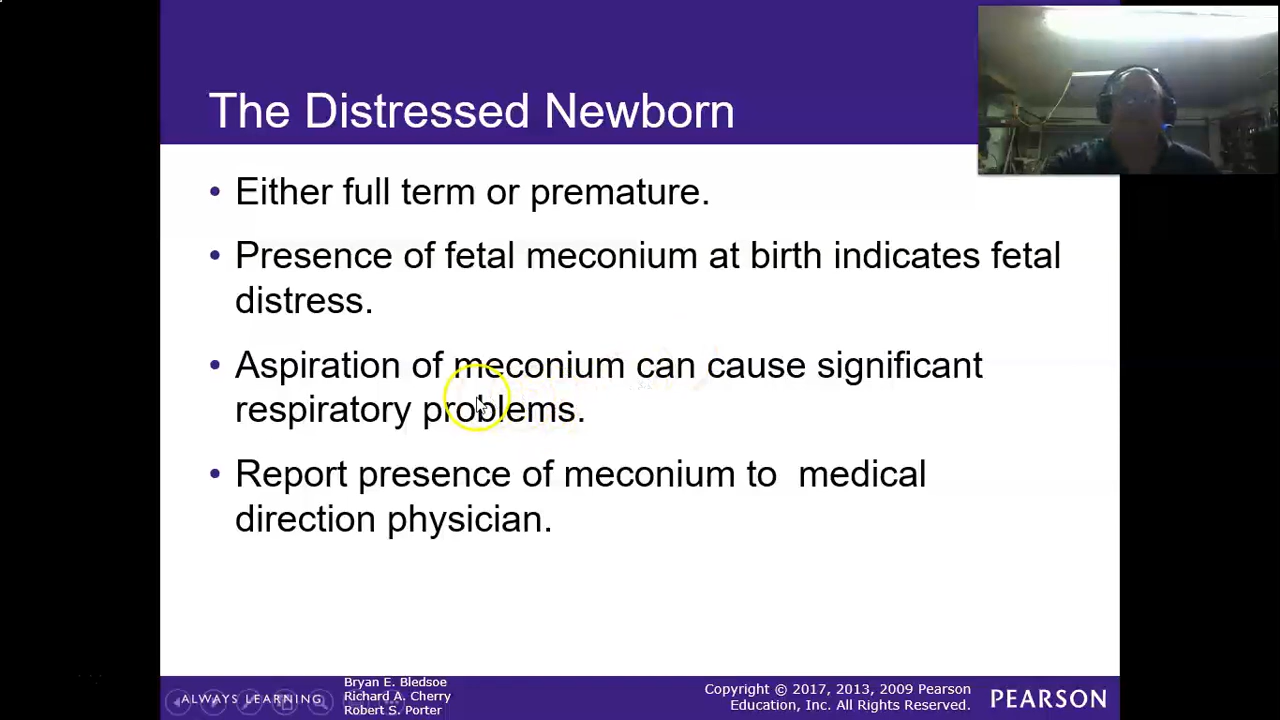 The Distressed Newborn
• Either full term or premature.
• Presence of fetal meconium at birth indicates fetal
distress.
• Aspiration of meconium can cause significant
respiratory problems.
• Report presence of meconium to  medical
direction physician.
ALWAYS LEARNING
Bryan E. Bledsoe
Richard A. Cherry
Robert S. Porter
Copyright © 2017, 2013, 2009 Pearson
Education, Inc. All Rights Reserved.
PEARSON